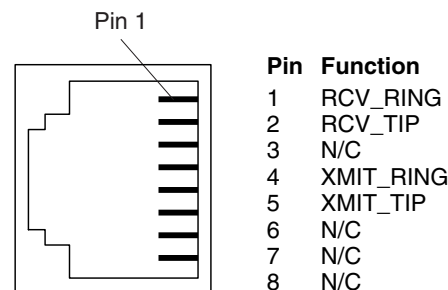 Pin 1
Pin Function
1 RCV_RING
2 RCV_TIP
3 N/C
4 XMIT_RING
5 XMIT_TIP
6 N/C
7 N/C
8 N/C